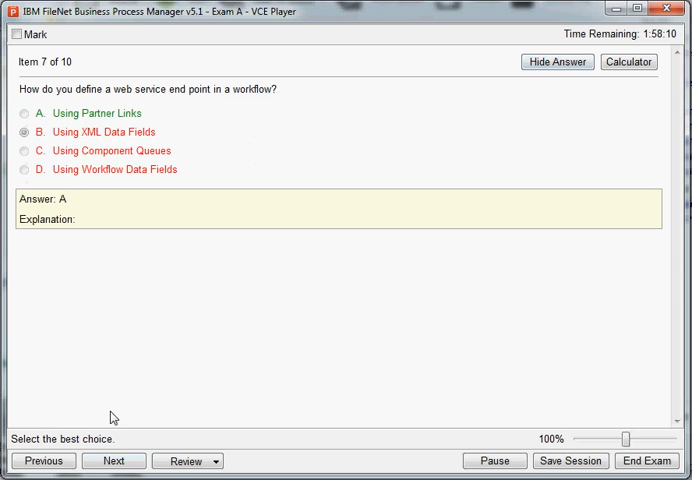 IBM FileNet Business Process Manager v5.1 - Exam A - VCE Player
Mark
Time Remaining: 1:58:10
Item 7 of 10
Hide Answer
Calculator
How do you define a web service end point in a workflow?
A. Using Partner Links
B. Using XML Data Fields
C. Using Component Queues
D. Using Workflow Data Fields
Answer: A
Explanation:
Select the best choice.
100%
Previous
Next
Review
Pause
Save Session
End Exam